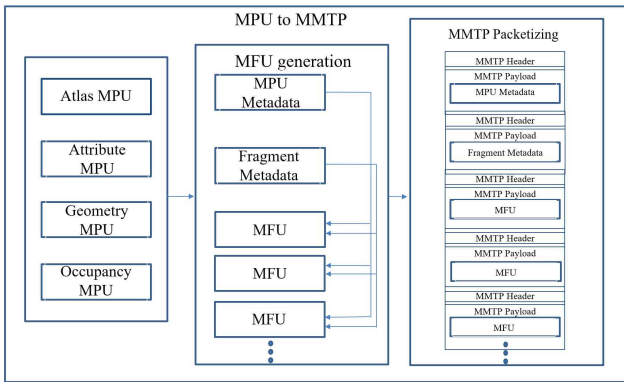 MPU to MMTP
Atlas MPU
Attribute
MPU
Geometry
MPU
Occupancy
MPU
MFU generation
MPU
Metadata
Fragment
Metadata
MFU
MFU
MFU
MMTP Packetizing
MMTP Header
MMTP Payload
MPU Metadata
MMTP Header
MMTP Payload
Fragment Metadata
MMTP Header
MMTP Payload
MFU
MMTP Header
MMTP Payload
MFU
MMTP Header
MMTP Payload
MFU